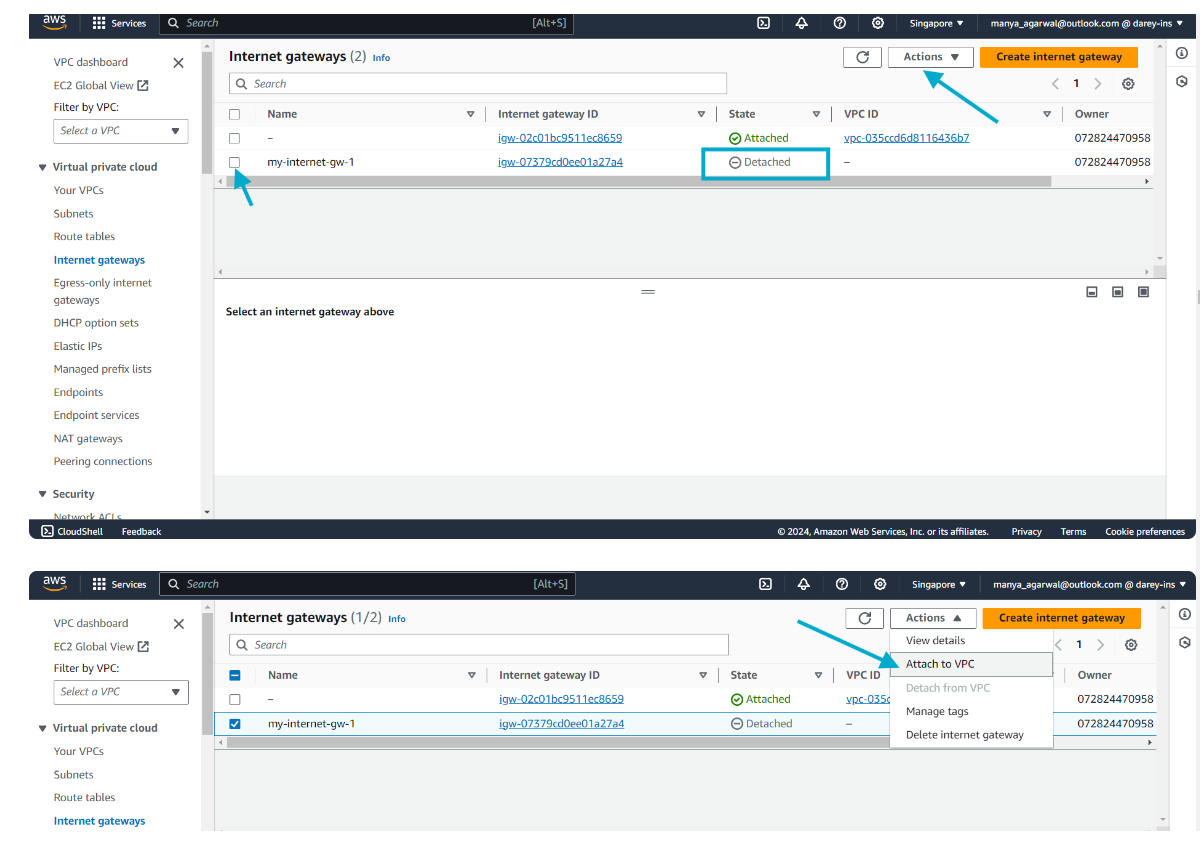 aws Services Search [Alt+S] Singapore ▼ manya_agarwal@outlook.com @ darey-ins ▼
VPC dashboard
EC2 Global View
Filter by VPC:
Select a VPC
Virtual private cloud
Your VPCs
Subnets
Route tables
Internet gateways
Egress-only internet
gateways
DHCP option sets
Elastic IPs
Managed prefix lists
Endpoints
Endpoint services
NAT gateways
Peering connections
Security
Network ACLs
Internet gateways (2) Info
Actions ▼ Create internet gateway
Search
1
Name Internet gateway ID State VPC ID Owner
– igw-02c01bc9511ec8659 Attached vpc-035ccd6d8116436b7 072824470958
my-internet-gw-1 igw-07379cd0ee01a27a4 Detached – 072824470958
Select an internet gateway above
CloudShell Feedback © 2024, Amazon Web Services, Inc. or its affiliates. Privacy Terms Cookie preferences
aws Services Search [Alt+S] Singapore ▼ manya_agarwal@outlook.com @ darey-ins ▼
VPC dashboard
EC2 Global View
Filter by VPC:
Select a VPC
Virtual private cloud
Your VPCs
Subnets
Route tables
Internet gateways
Internet gateways (1/2) Info
Actions ▲ Create internet gateway
Search
1
View details
Attach to VPC
Detach from VPC
Manage tags
Delete internet gateway
Name Internet gateway ID State VPC ID Owner
– igw-02c01bc9511ec8659 Attached vpc-035c 072824470958
my-internet-gw-1 igw-07379cd0ee01a27a4 Detached – 072824470958